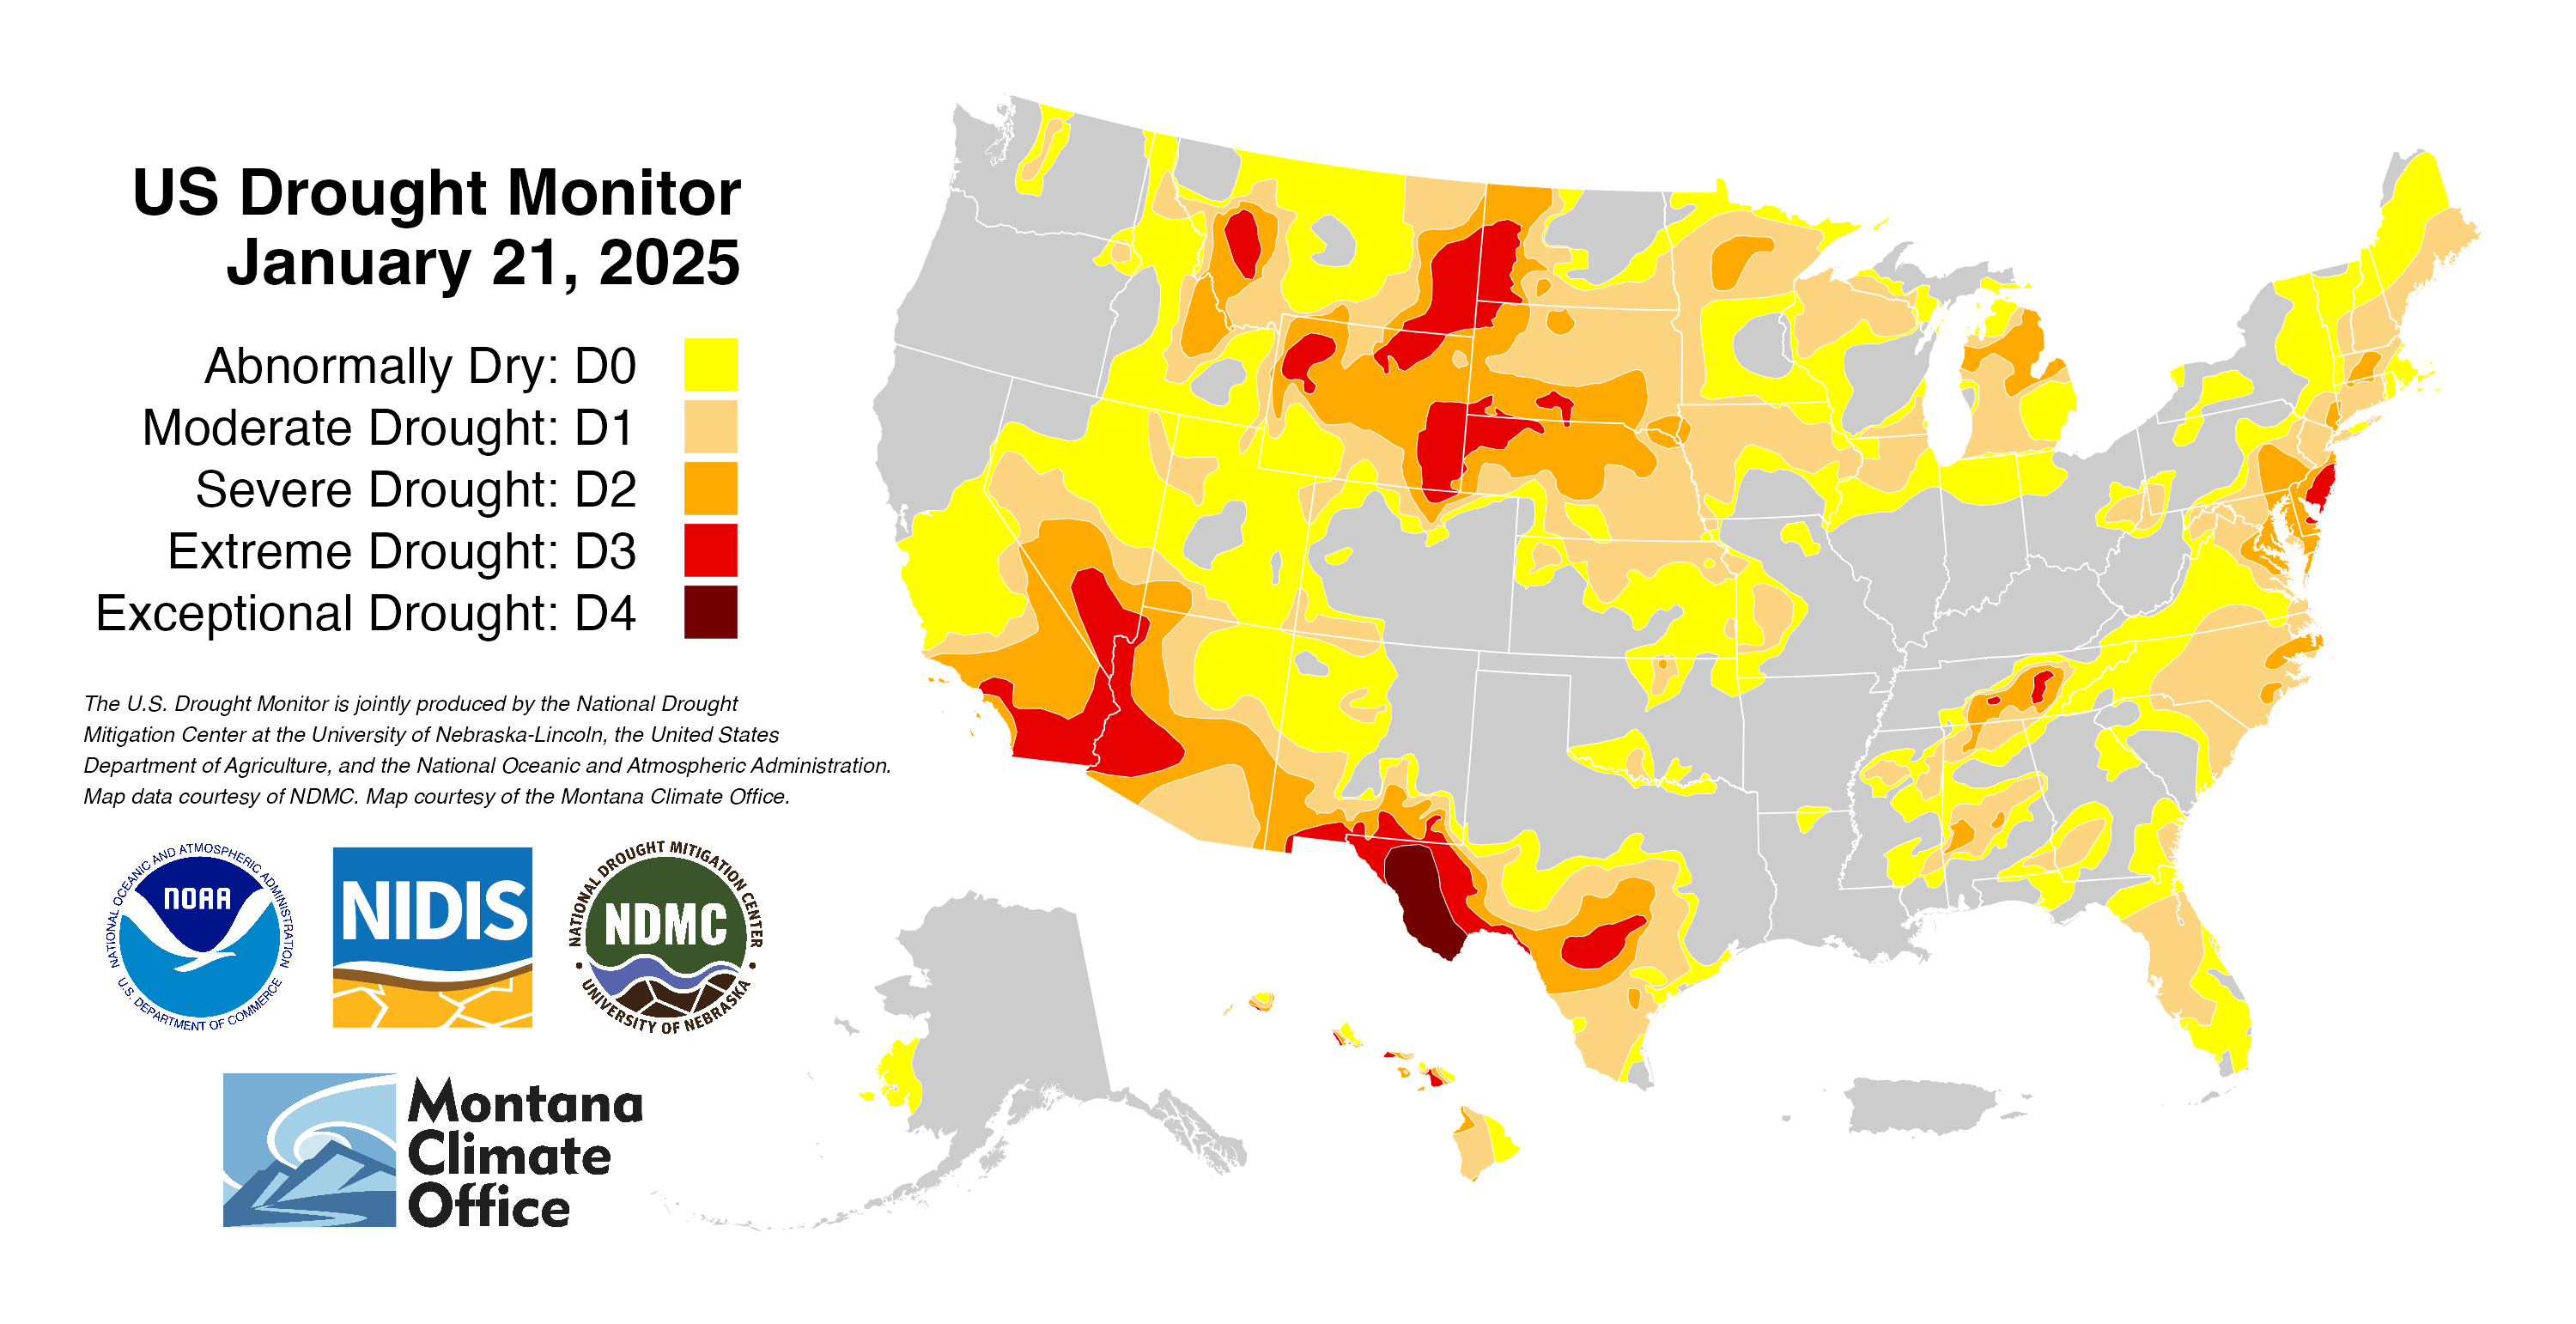 US Drought Monitor
January 21, 2025
Abnormally Dry: D0
Moderate Drought: D1
Severe Drought: D2
Extreme Drought: D3
Exceptional Drought: D4
The U.S. Drought Monitor is jointly produced by the National Drought
Mitigation Center at the University of Nebraska-Lincoln, the United States
Department of Agriculture, and the National Oceanic and Atmospheric Administration.
Map data courtesy of NDMC. Map courtesy of the Montana Climate Office.
NATIONAL OCEANIC AND ATMOSPHERIC ADMINISTRATION
NOAA
U.S. DEPARTMENT OF COMMERCE
NIDIS
NATIONAL DROUGHT MITIGATION CENTER
NDMC
• UNIVERSITY OF NEBRASKA •
Montana
Climate
Office